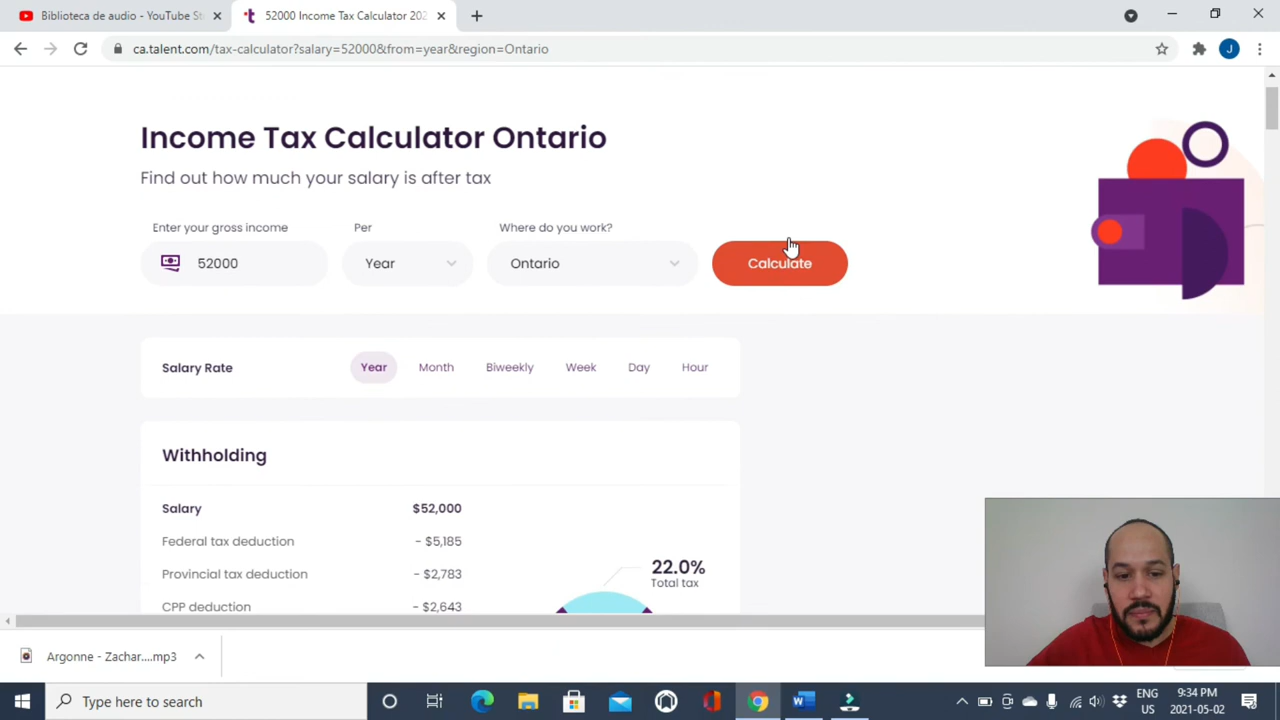 Biblioteca de audio - YouTube St
52000 Income Tax Calculator 202
ca.talent.com/tax-calculator?salary=52000&from=year&region=Ontario
J
Income Tax Calculator Ontario
Find out how much your salary is after tax
Enter your gross income
Per
Where do you work?
52000
Year
Ontario
Calculate
Salary Rate
Year
Month
Biweekly
Week
Day
Hour
Withholding
Salary
$52,000
Federal tax deduction
- $5,185
Provincial tax deduction
- $2,783
CPP deduction
- $2,643
22.0%
Total tax
Argonne - Zachar....mp3
Type here to search
ENG
US
9:34 PM
2021-05-02